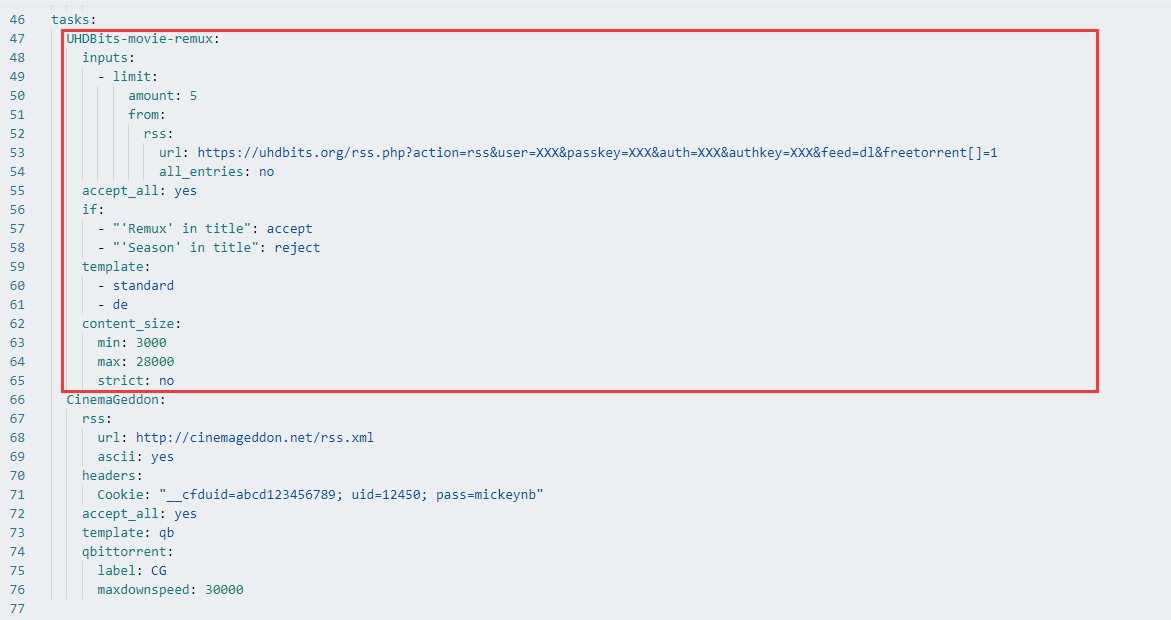 46 tasks:
47 UHDBits-movie-remux:
48 inputs:
49 - limit:
50 amount: 5
51 from:
52 rss:
53 url: https://uhdbits.org/rss.php?action=rss&user=XXX&passkey=XXX&auth=XXX&authkey=XXX&feed=dl&freetorrent[]=1
54 all_entries: no
55 accept_all: yes
56 if:
57 - "'Remux' in title": accept
58 - "'Season' in title": reject
59 template:
60 - standard
61 - de
62 content_size:
63 min: 3000
64 max: 28000
65 strict: no
66 CinemaGeddon:
67 rss:
68 url: http://cinemageddon.net/rss.xml
69 ascii: yes
70 headers:
71 Cookie: "__cfduid=abcd123456789; uid=12450; pass=mickeynb"
72 accept_all: yes
73 template: qb
74 qbittorrent:
75 label: CG
76 maxdownspeed: 30000
77